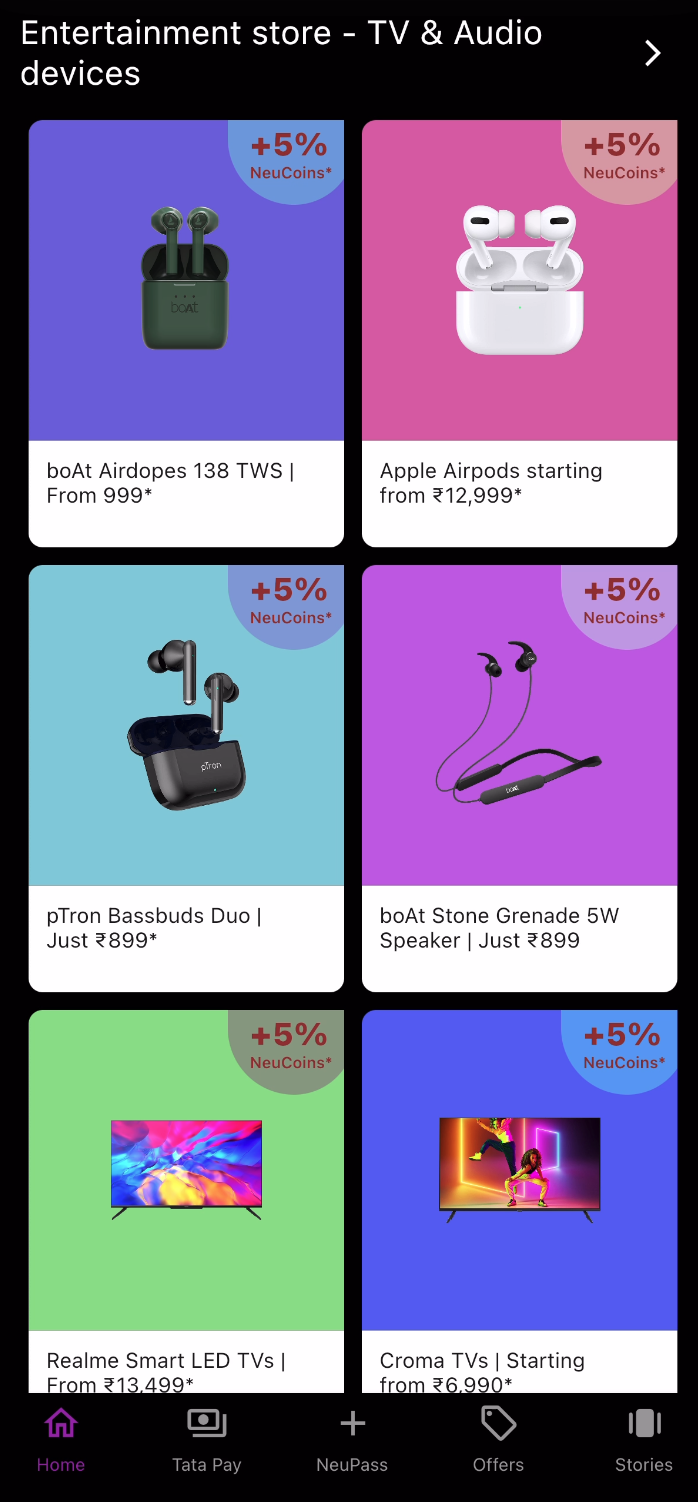 Entertainment store - TV & Audio
devices
+5%
NeuCoins*
boAt
boAt Airdopes 138 TWS |
From 999*
+5%
NeuCoins*
Apple Airpods starting
from ₹12,999*
+5%
NeuCoins*
pTron
pTron Bassbuds Duo |
Just ₹899*
+5%
NeuCoins*
boAt
boAt Stone Grenade 5W
Speaker | Just ₹899
+5%
NeuCoins*
Realme Smart LED TVs |
From ₹13,499*
+5%
NeuCoins*
Croma TVs | Starting
from ₹6,990*
Home
Tata Pay
NeuPass
Offers
Stories